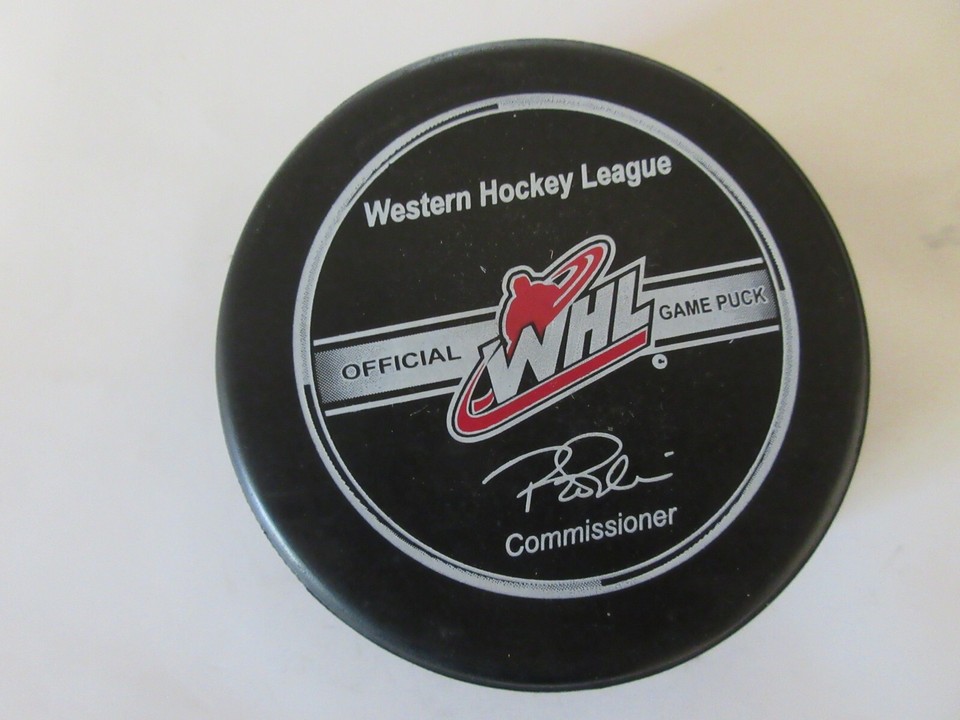 Western Hockey League
OFFICIAL WHL GAME PUCK
Commissioner